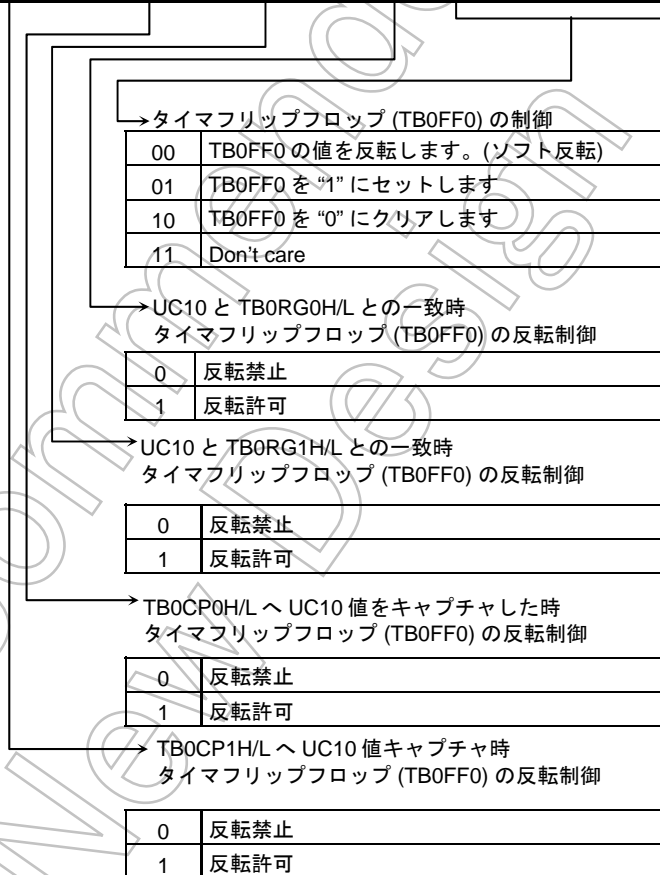 タイマフリップフロップ (TB0FF0) の制御
00 TB0FF0 の値を反転します。(ソフト反転)
01 TB0FF0 を “1” にセットします
10 TB0FF0 を “0” にクリアします
11 Don't care
UC10 と TB0RG0H/L との一致時
タイマフリップフロップ (TB0FF0) の反転制御
0 反転禁止
1 反転許可
UC10 と TB0RG1H/L との一致時
タイマフリップフロップ (TB0FF0) の反転制御
0 反転禁止
1 反転許可
TB0CP0H/L へ UC10 値をキャプチャした時
タイマフリップフロップ (TB0FF0) の反転制御
0 反転禁止
1 反転許可
TB0CP1H/L へ UC10 値キャプチャ時
タイマフリップフロップ (TB0FF0) の反転制御
0 反転禁止
1 反転許可